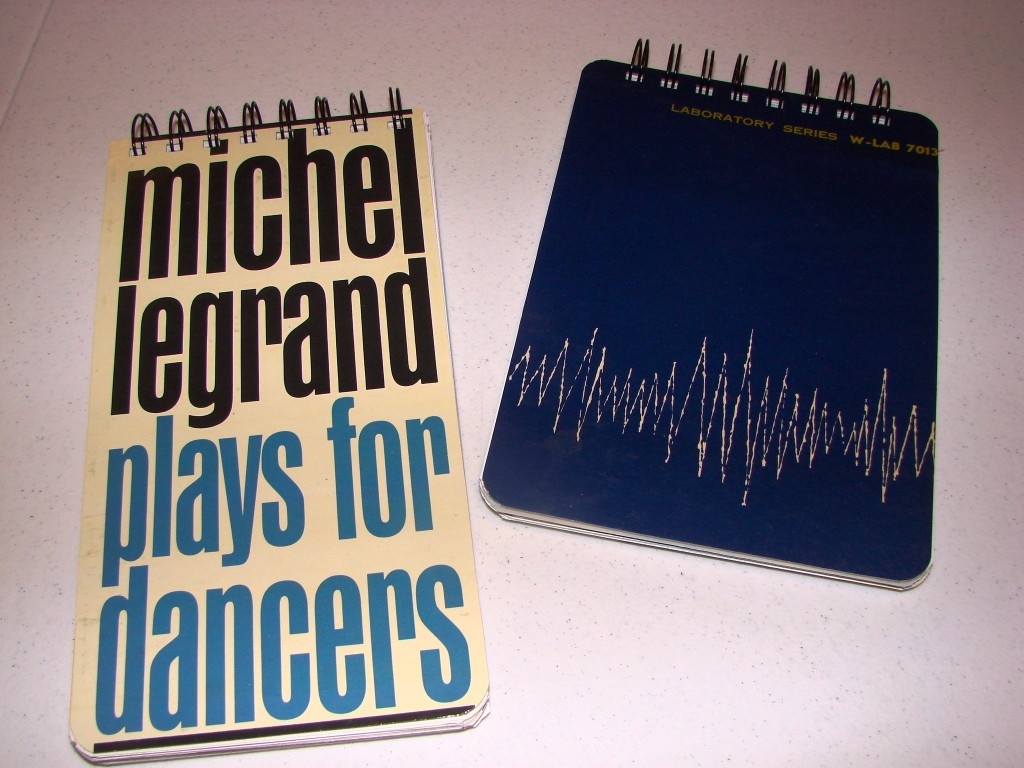 michel
legrand
plays for
dancers
LABORATORY SERIES W-LAB 7013